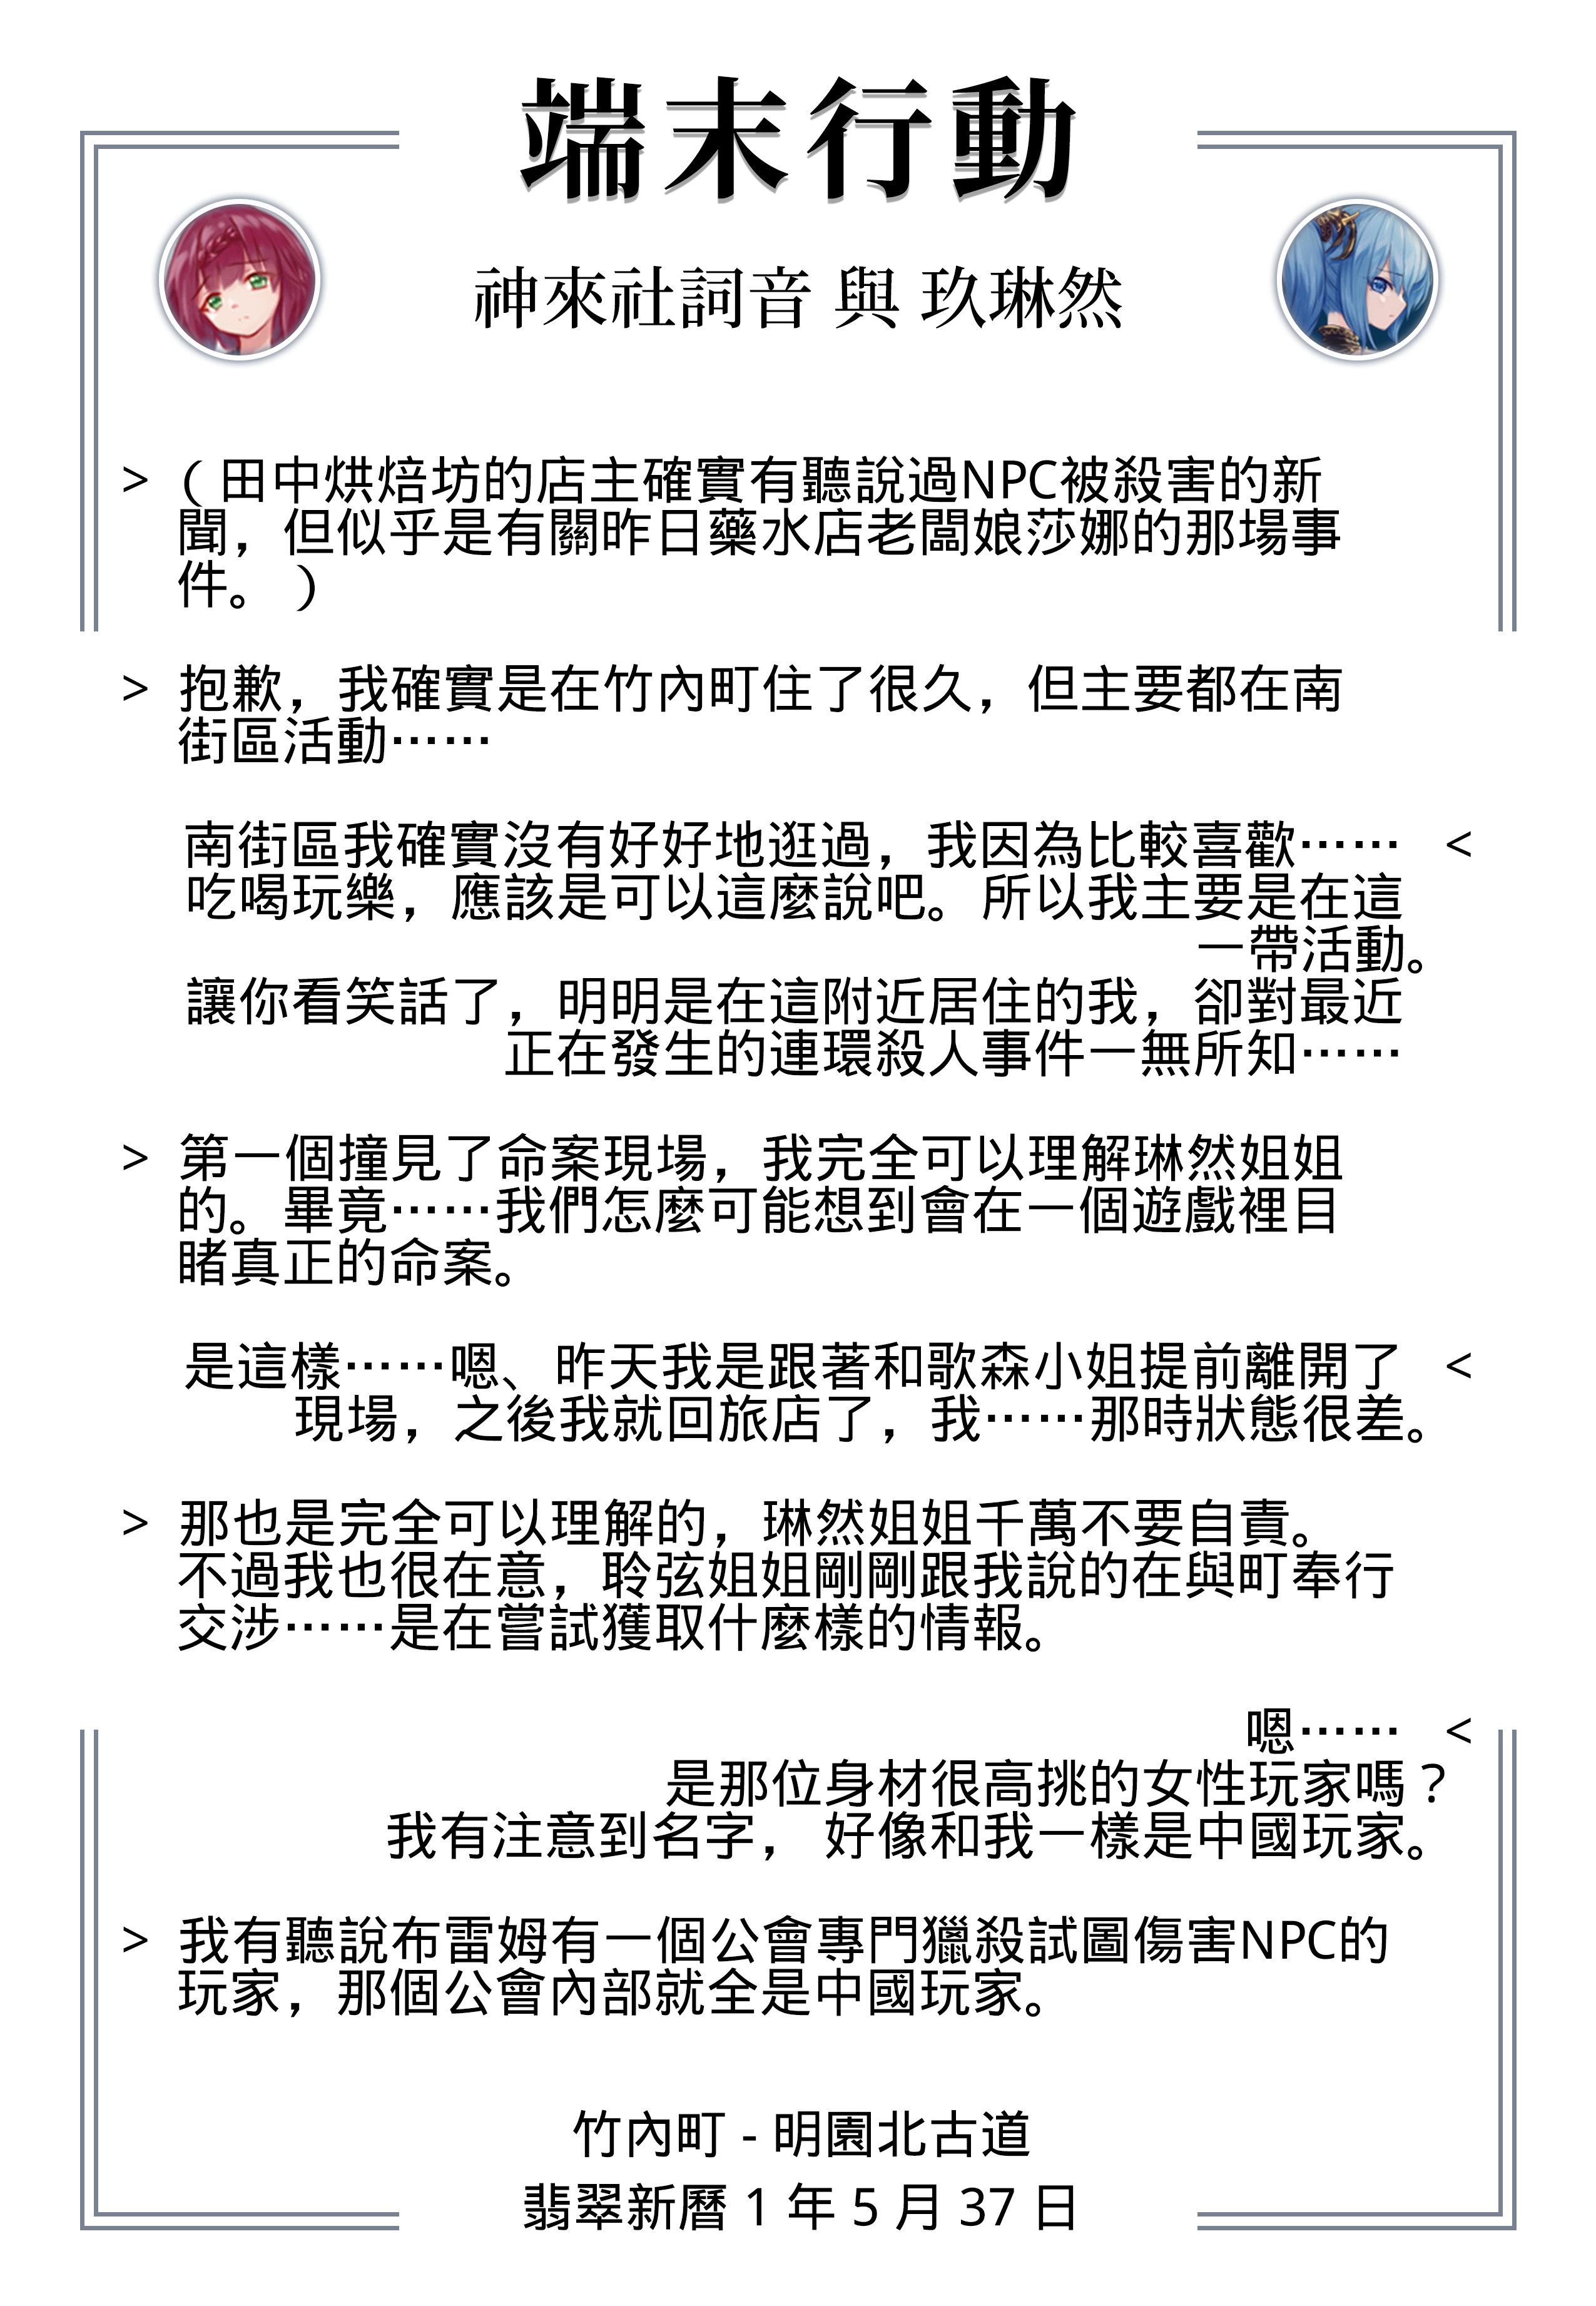 端末行動
神來社詞音 與 玖琳然
> （田中烘焙坊的店主確實有聽說過NPC被殺害的新
聞，但似乎是有關昨日藥水店老闆娘莎娜的那場事
件。）
> 抱歉，我確實是在竹內町住了很久，但主要都在南
街區活動⋯⋯
南街區我確實沒有好好地逛過，我因為比較喜歡⋯⋯ <
吃喝玩樂，應該是可以這麼說吧。所以我主要是在這
一帶活動。
讓你看笑話了，明明是在這附近居住的我，卻對最近
正在發生的連環殺人事件一無所知⋯⋯
> 第一個撞見了命案現場，我完全可以理解琳然姐姐
的。畢竟⋯⋯我們怎麼可能想到會在一個遊戲裡目
睹真正的命案。
是這樣⋯⋯嗯、昨天我是跟著和歌森小姐提前離開了 <
現場，之後我就回旅店了，我⋯⋯那時狀態很差。
> 那也是完全可以理解的，琳然姐姐千萬不要自責。
不過我也很在意，聆弦姐姐剛剛跟我說的在與町奉行
交涉⋯⋯是在嘗試獲取什麼樣的情報。
嗯⋯⋯ <
是那位身材很高挑的女性玩家嗎？
我有注意到名字， 好像和我一樣是中國玩家。
> 我有聽說布雷姆有一個公會專門獵殺試圖傷害NPC的
玩家，那個公會內部就全是中國玩家。
竹內町 - 明園北古道
翡翠新曆 1 年 5 月 37 日